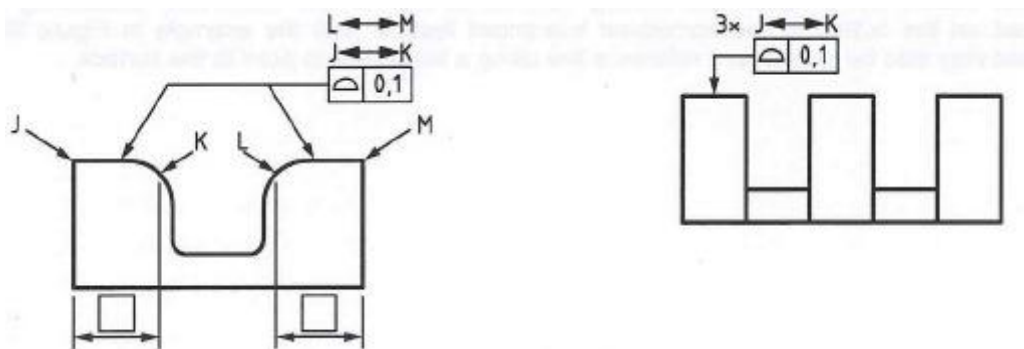 L ↔ M
J ↔ K
⌓ 0,1
J
K
L
M
3× J ↔ K
⌓ 0,1